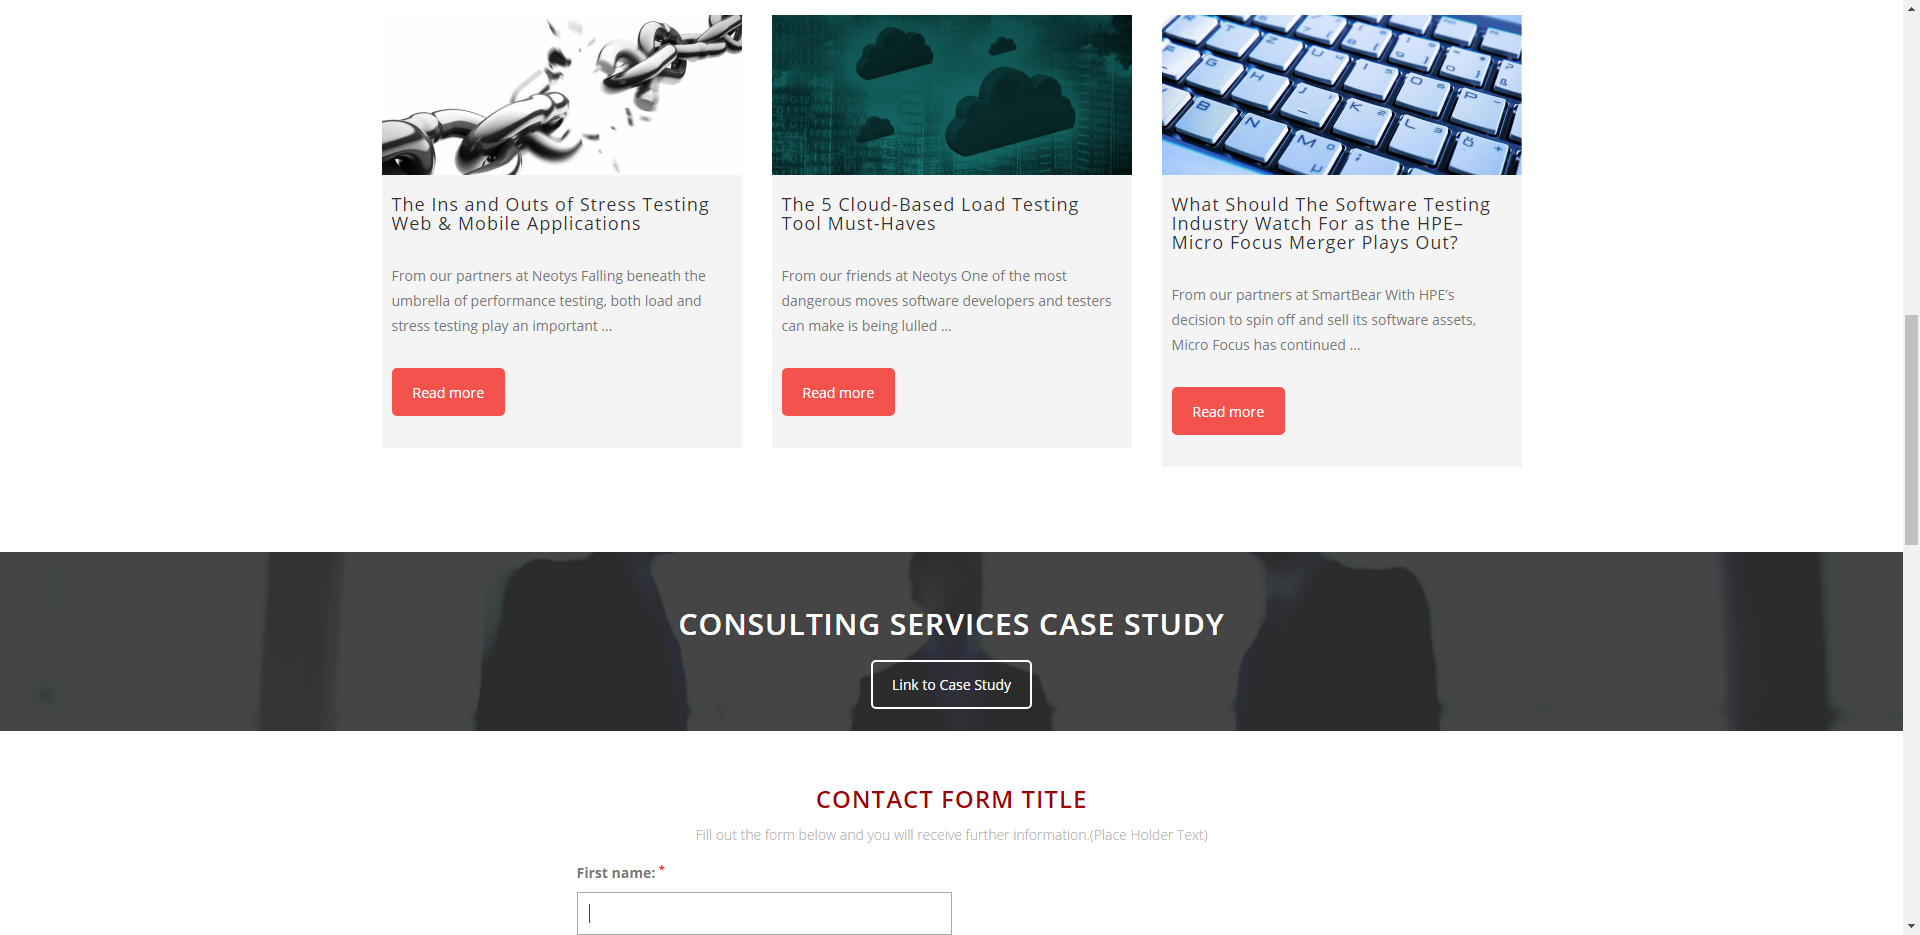 The Ins and Outs of Stress Testing
Web & Mobile Applications
From our partners at Neotys Falling beneath the
umbrella of performance testing, both load and
stress testing play an important ...
Read more
The 5 Cloud-Based Load Testing
Tool Must-Haves
From our friends at Neotys One of the most
dangerous moves software developers and testers
can make is being lulled ...
Read more
What Should The Software Testing
Industry Watch For as the HPE–
Micro Focus Merger Plays Out?
From our partners at SmartBear With HPE's
decision to spin off and sell its software assets,
Micro Focus has continued ...
Read more
CONSULTING SERVICES CASE STUDY
Link to Case Study
CONTACT FORM TITLE
Fill out the form below and you will receive further information.(Place Holder Text)
First name: *